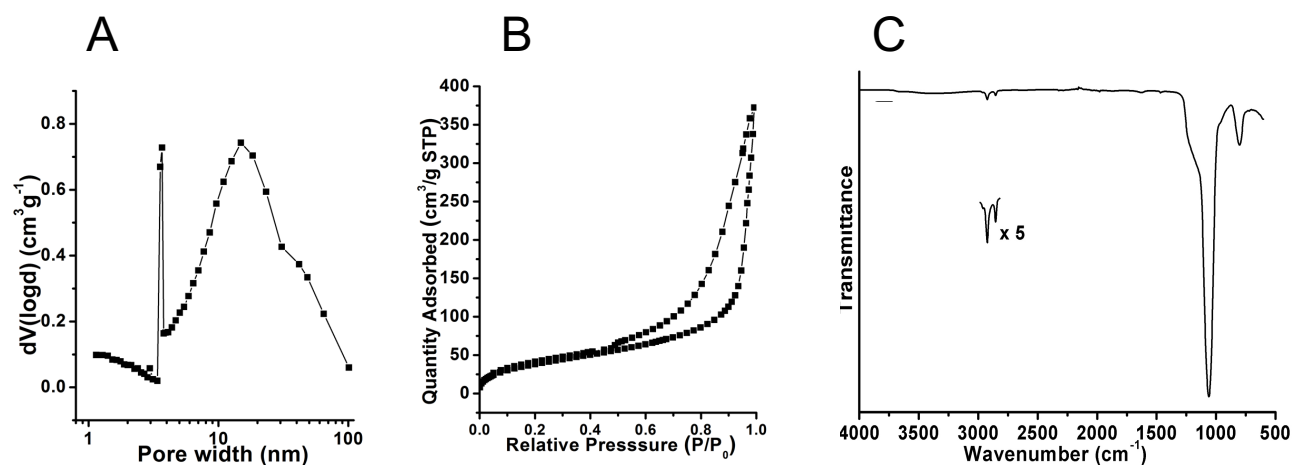 A
B
C
dV(logd) (cm³g⁻¹)
0.8
0.6
0.4
0.2
0.0
1
10
100
Pore width (nm)
Quantity Adsorbed (cm³/g STP)
400
350
300
250
200
150
100
50
0
0.0 0.2 0.4 0.6 0.8 1.0
Relative Presssure (P/P₀)
Transmittance
x 5
4000 3500 3000 2500 2000 1500 1000 500
Wavenumber (cm⁻¹)